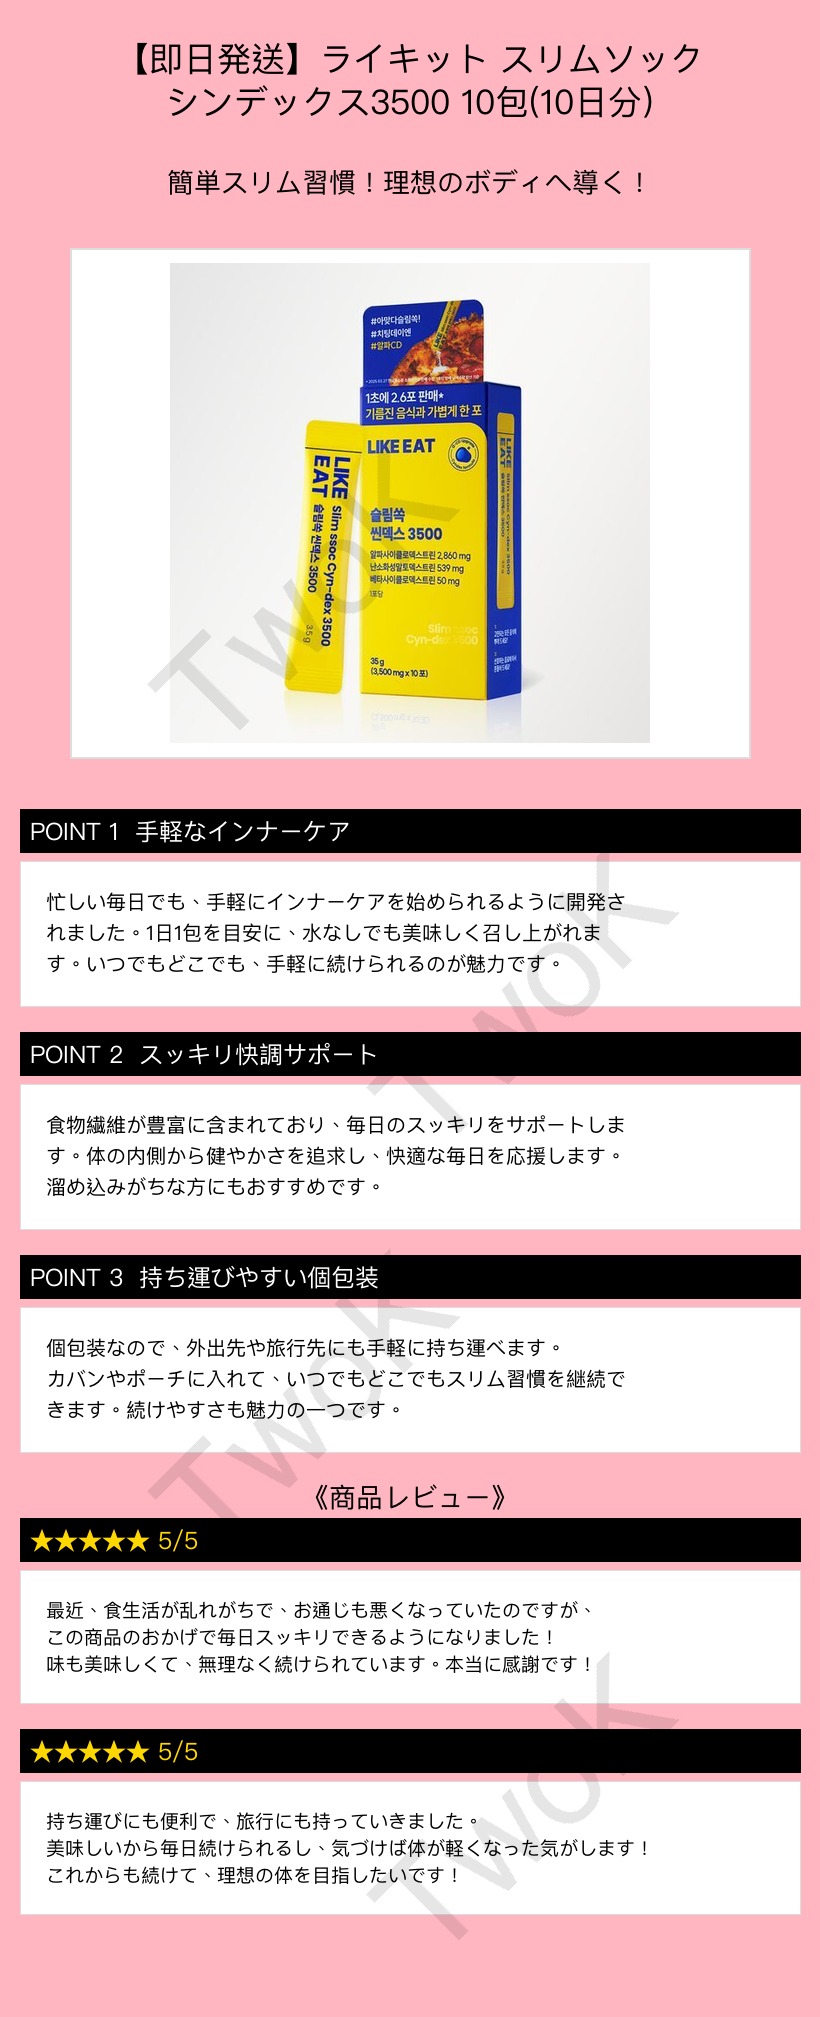 【即日発送】ライキット スリムソック
シンデックス3500 10包(10日分)
簡単スリム習慣！理想のボディへ導く！
#아맞다슬림쏙!
#치팅데이엔
#알파CD
1초에 2.6포 판매*
기름진 음식과 가볍게 한 포
LIKE EAT
슬림쏙
씬덱스 3500
알파사이클로덱스트린 2,860 mg
난소화성말토덱스트린 539 mg
베타사이클로덱스트린 50 mg
1포당
Slim ssoc
Cyn-dex 3500
35 g
(3,500 mg x 10 포)
LIKE
EAT
Slim ssoc Cyn-dex 3500
슬림쏙 씬덱스 3500
3.5 g
LIKE
EAT
Slim ssoc Cyn-dex 3500
슬림쏙 씬덱스 3500
3.5 g
TwoK
POINT 1 手軽なインナーケア
忙しい毎日でも、手軽にインナーケアを始められるように開発さ
れました。1日1包を目安に、水なしでも美味しく召し上がれま
す。いつでもどこでも、手軽に続けられるのが魅力です。
TwoK
POINT 2 スッキリ快調サポート
食物繊維が豊富に含まれており、毎日のスッキリをサポートしま
す。体の内側から健やかさを追求し、快適な毎日を応援します。
溜め込みがちな方にもおすすめです。
POINT 3 持ち運びやすい個包装
個包装なので、外出先や旅行先にも手軽に持ち運べます。
カバンやポーチに入れて、いつでもどこでもスリム習慣を継続で
きます。続けやすさも魅力の一つです。
TwoK
《商品レビュー》
★★★★★ 5/5
最近、食生活が乱れがちで、お通じも悪くなっていたのですが、
この商品のおかげで毎日スッキリできるようになりました！
味も美味しくて、無理なく続けられています。本当に感謝です！
★★★★★ 5/5
持ち運びにも便利で、旅行にも持っていきました。
美味しいから毎日続けられるし、気づけば体が軽くなった気がします！
これからも続けて、理想の体を目指したいです！
TwoK